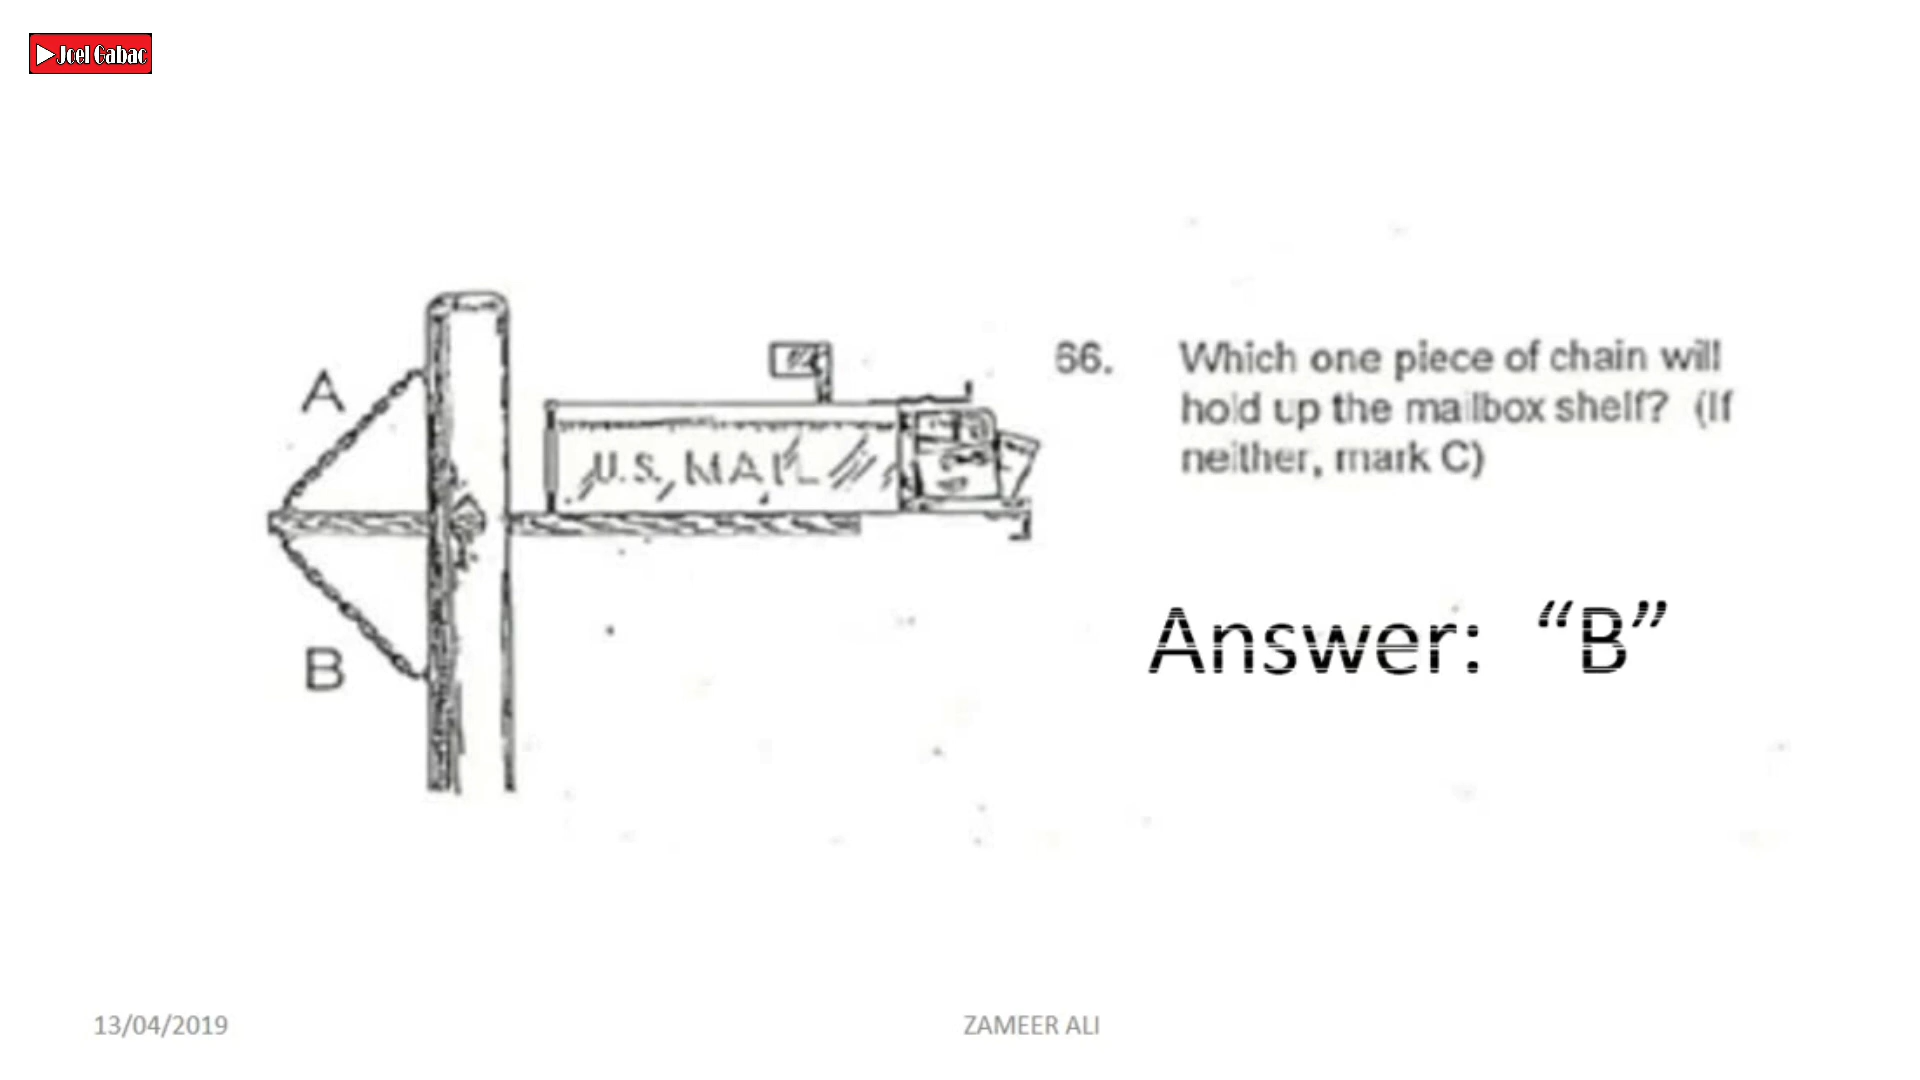 Joel Gabac
A
B
U.S. MAIL
66. Which one piece of chain will
hold up the mailbox shelf? (If
neither, mark C)
Answer: “B”
13/04/2019
ZAMEER ALI